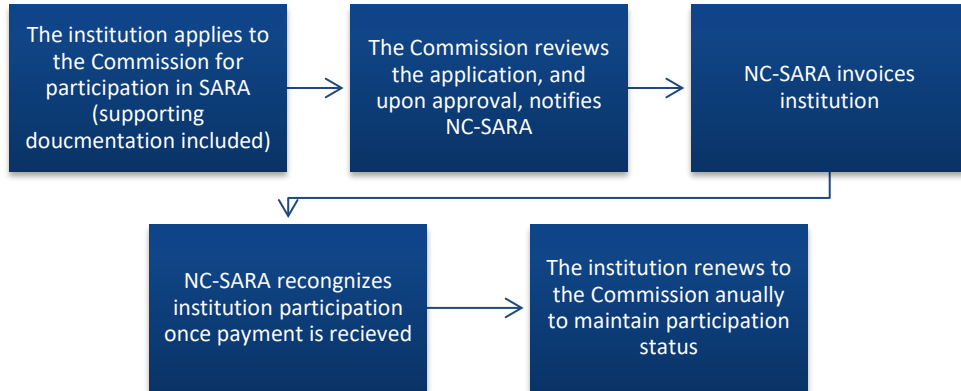 The institution applies to
the Commission for
participation in SARA
(supporting
doucmentation included)
The Commission reviews
the application, and
upon approval, notifies
NC-SARA
NC-SARA invoices
institution
NC-SARA recongnizes
institution participation
once payment is recieved
The institution renews to
the Commission anually
to maintain participation
status